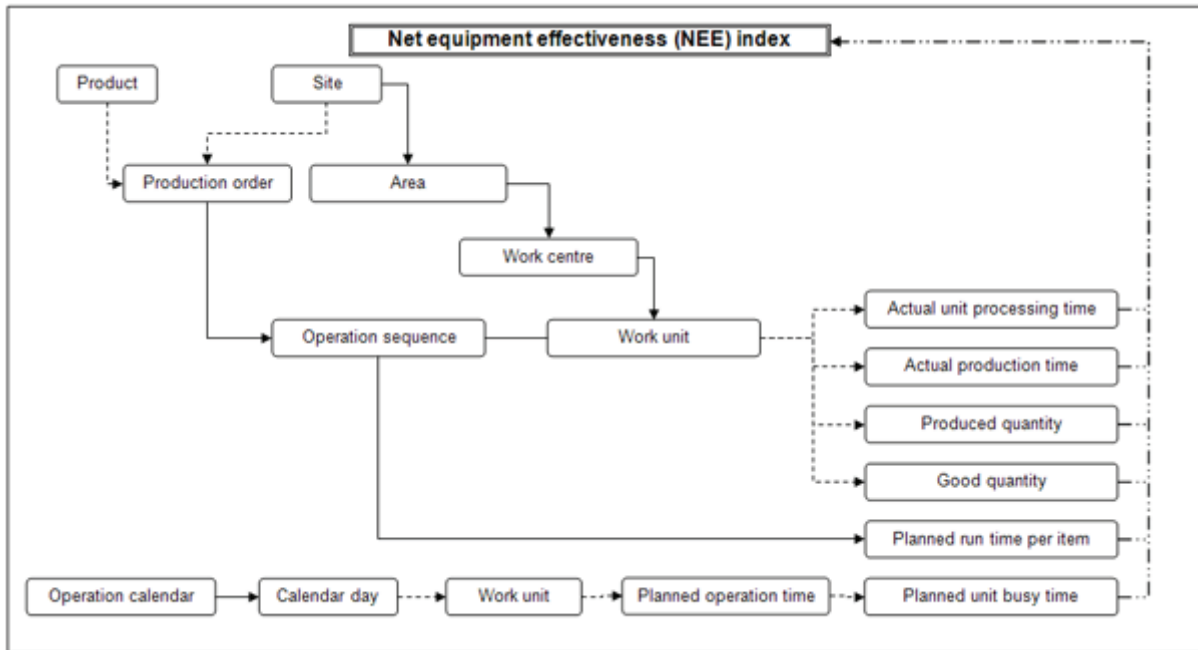 Net equipment effectiveness (NEE) index
Product
Site
Production order
Area
Work centre
Actual unit processing time
Operation sequence
Work unit
Actual production time
Produced quantity
Good quantity
Planned run time per item
Operation calendar
Calendar day
Work unit
Planned operation time
Planned unit busy time